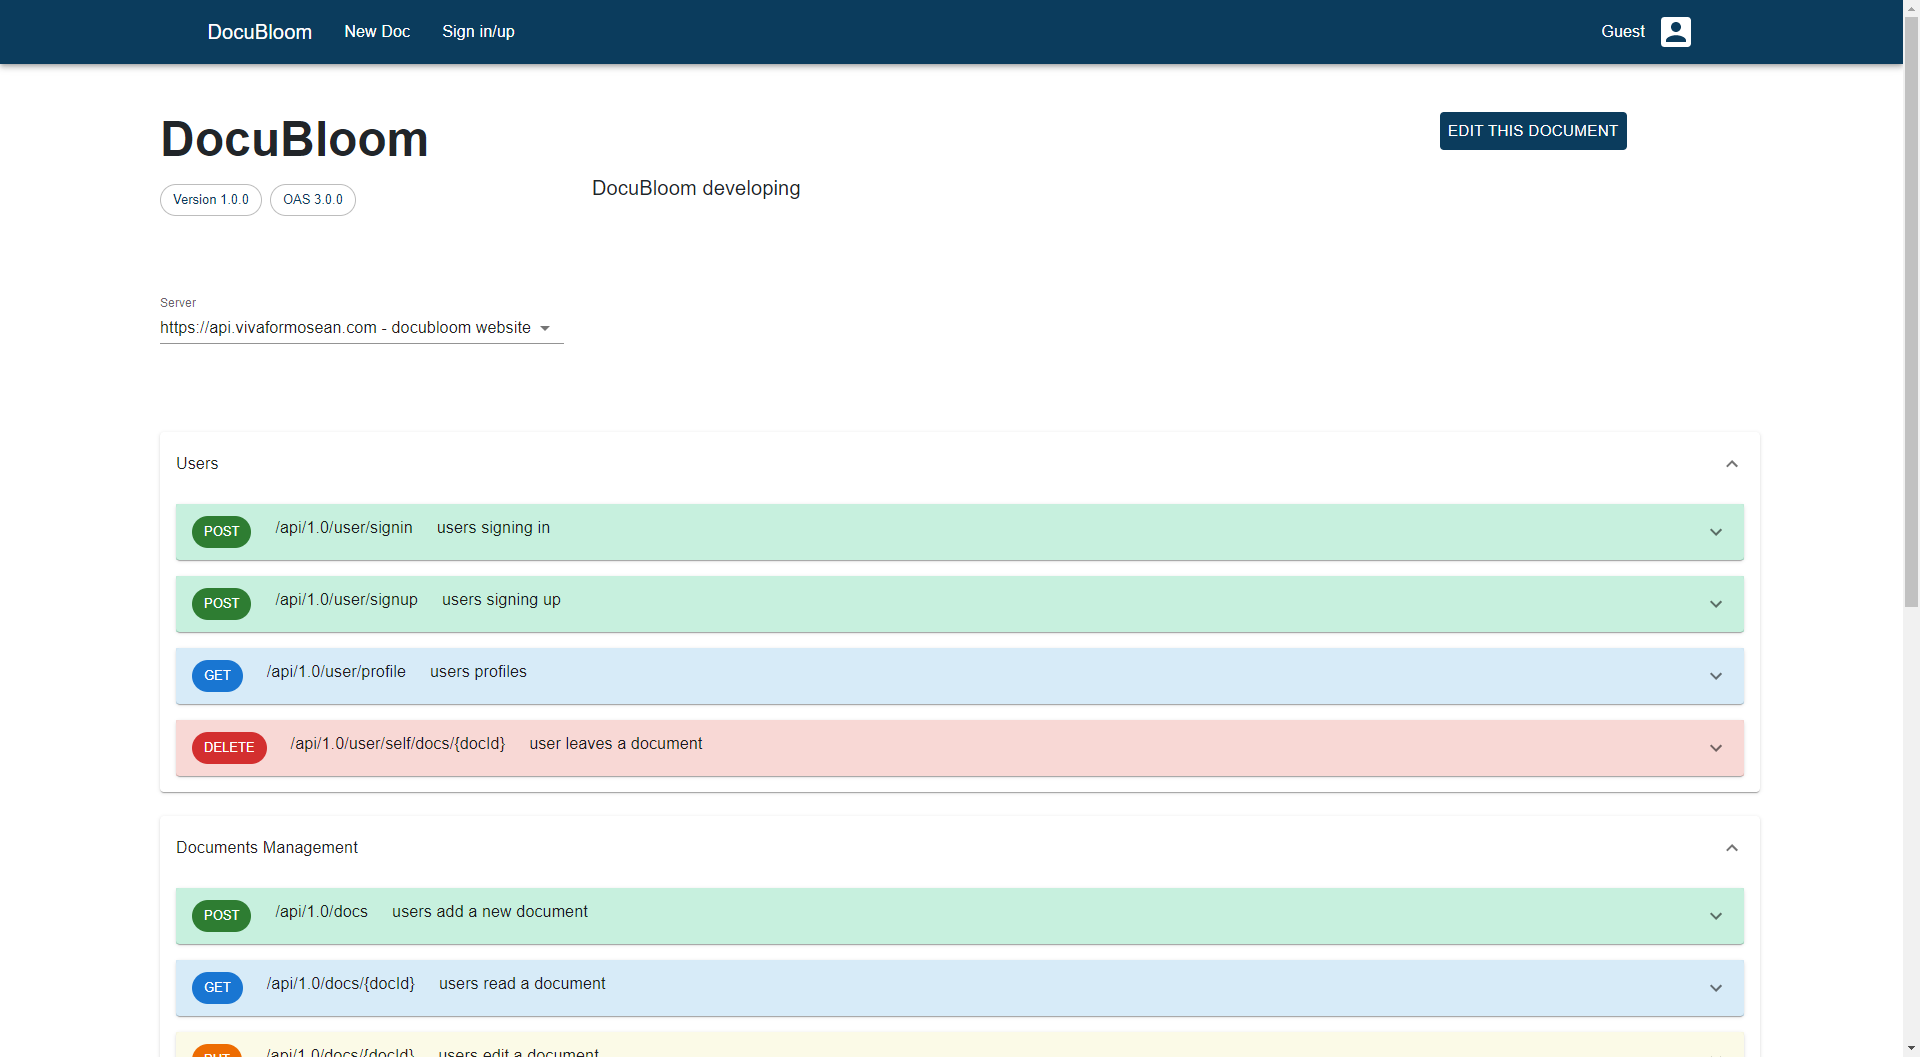 DocuBloom New Doc Sign in/up Guest
DocuBloom
EDIT THIS DOCUMENT
DocuBloom developing
Version 1.0.0 OAS 3.0.0
Server
https://api.vivaformosean.com - docubloom website
Users
POST /api/1.0/user/signin users signing in
POST /api/1.0/user/signup users signing up
GET /api/1.0/user/profile users profiles
DELETE /api/1.0/user/self/docs/{docId} user leaves a document
Documents Management
POST /api/1.0/docs users add a new document
GET /api/1.0/docs/{docId} users read a document
PUT /api/1.0/docs/{docId} users edit a document